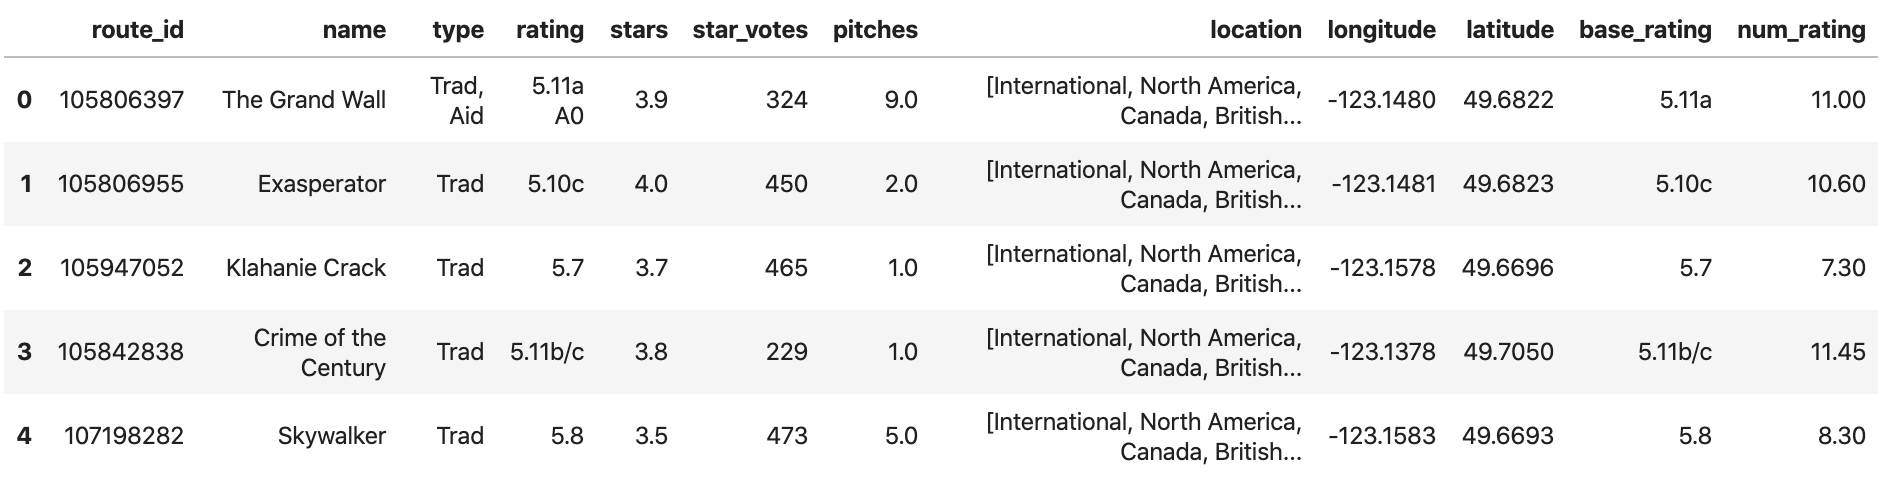 route_id name type rating stars star_votes pitches location longitude latitude base_rating num_rating
0 105806397 The Grand Wall Trad, Aid 5.11a A0 3.9 324 9.0 [International, North America, Canada, British... -123.1480 49.6822 5.11a 11.00
1 105806955 Exasperator Trad 5.10c 4.0 450 2.0 [International, North America, Canada, British... -123.1481 49.6823 5.10c 10.60
2 105947052 Klahanie Crack Trad 5.7 3.7 465 1.0 [International, North America, Canada, British... -123.1578 49.6696 5.7 7.30
3 105842838 Crime of the Century Trad 5.11b/c 3.8 229 1.0 [International, North America, Canada, British... -123.1378 49.7050 5.11b/c 11.45
4 107198282 Skywalker Trad 5.8 3.5 473 5.0 [International, North America, Canada, British... -123.1583 49.6693 5.8 8.30